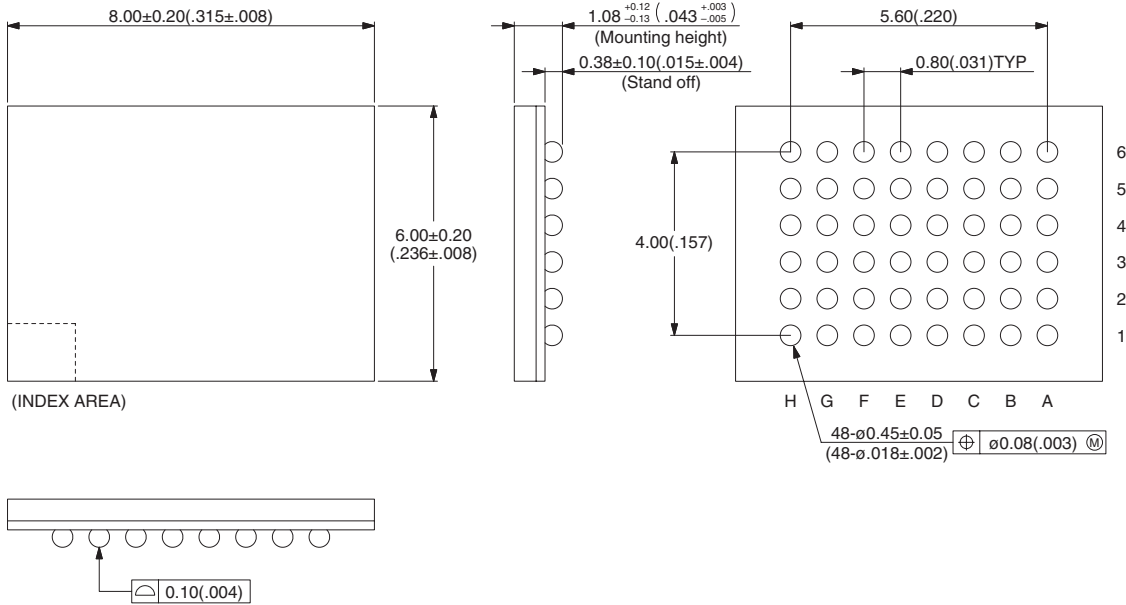 8.00±0.20(.315±.008)
1.08 +0.12 −0.13 (.043 +.003 −.005)
(Mounting height)
0.38±0.10(.015±.004)
(Stand off)
5.60(.220)
0.80(.031)TYP
6.00±0.20
(.236±.008)
4.00(.157)
6
5
4
3
2
1
(INDEX AREA)
H G F E D C B A
48-ø0.45±0.05
(48-ø.018±.002)
⌖ ø0.08(.003) Ⓜ
⌓ 0.10(.004)